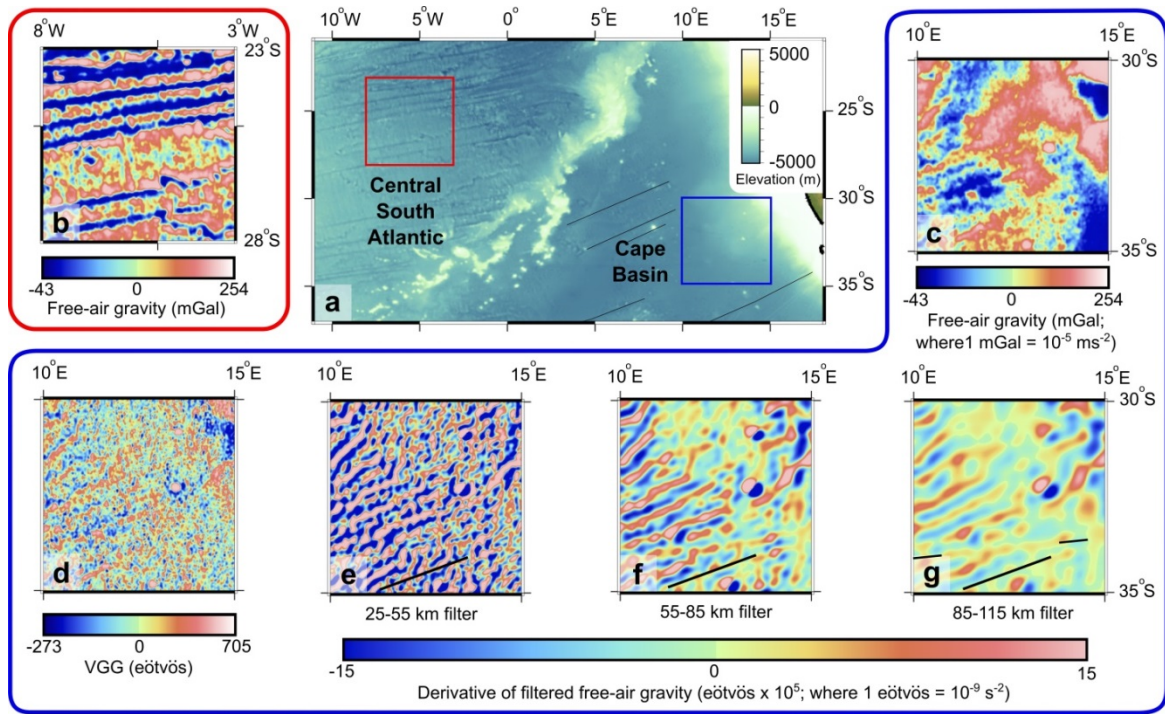 10°W 5°W 0° 5°E 10°E 15°E
8°W 3°W
23°S
28°S
b
-43 0 254
Free-air gravity (mGal)
5000
0
-5000
Elevation (m)
25°S
30°S
35°S
Central
South
Atlantic
Cape
Basin
a
10°E 15°E
30°S
35°S
c
-43 0 254
Free-air gravity (mGal;
where1 mGal = 10-5 ms-2)
10°E 15°E
d
-273 0 705
VGG (eötvös)
10°E 15°E
e
25-55 km filter
10°E 15°E
f
55-85 km filter
10°E 15°E
30°S
35°S
g
85-115 km filter
-15 0 15
Derivative of filtered free-air gravity (eötvös x 10⁵; where 1 eötvös = 10⁻⁹ s⁻²)